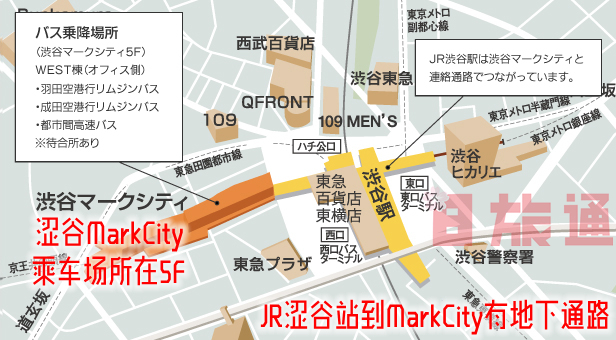 バス乗降場所
（渋谷マークシティ5F）
WEST棟（オフィス側）
・羽田空港行リムジンバス
・成田空港行リムジンバス
・都市間高速バス
※待合所あり
東京メトロ
副都心線
西武百貨店
渋谷東急
JR渋谷駅は渋谷マークシティと
連絡通路でつながっています。
QFRONT
109
109 MEN'S
東京メトロ半蔵門線
東京メトロ銀座線
坂
ハチ公口
東急田園都市線
渋谷
ヒカリエ
渋谷マークシティ
東急
百貨店
東横店
渋谷駅
東口
東口バス
ターミナル
西口
西口バス
ターミナル
涩谷MarkCity
乘车场所在5F
日旅通
京王井の頭線
道玄坂
東急プラザ
渋谷警察署
JR涩谷站到MarkCity有地下通路